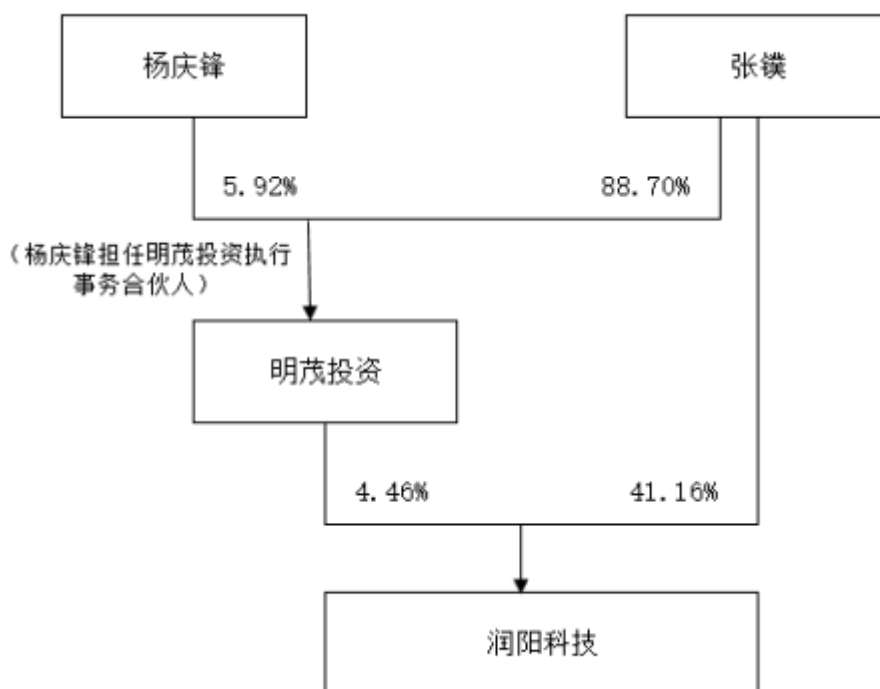 杨庆锋
张镤
5.92%
88.70%
（杨庆锋担任明茂投资执行
事务合伙人）
明茂投资
4.46%
41.16%
润阳科技